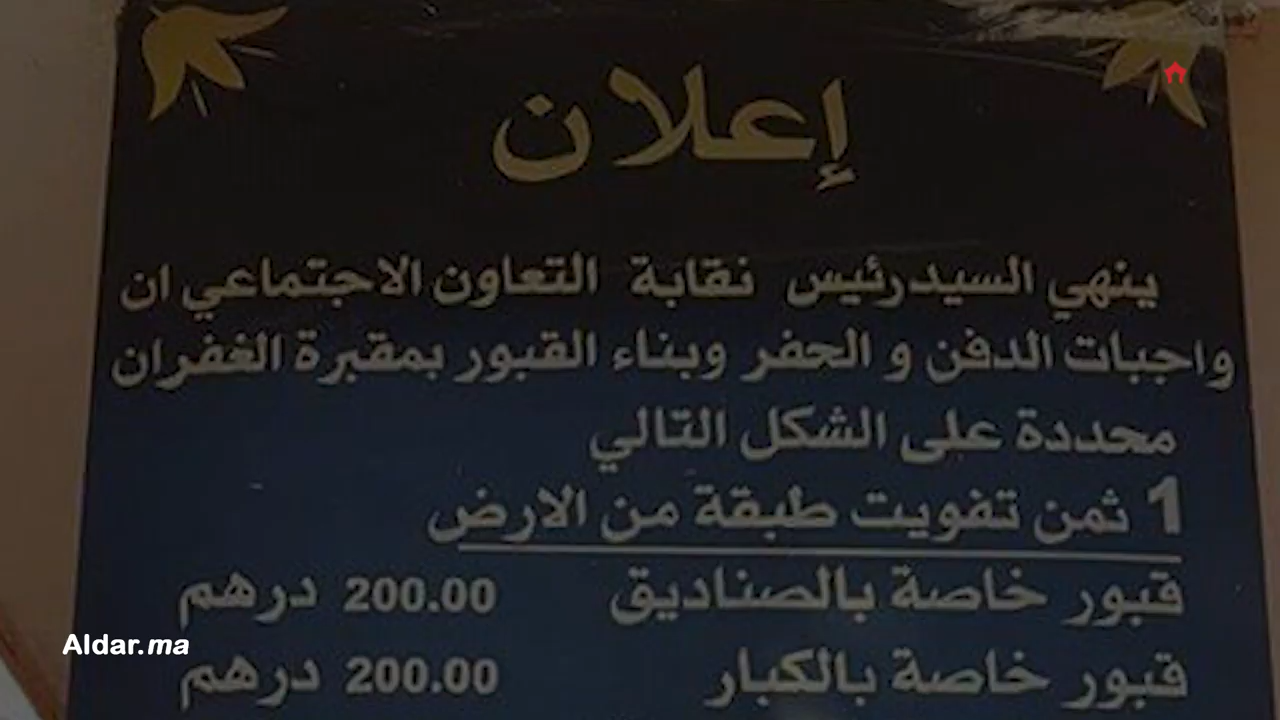 إعلان
ينهي السيد رئيس نقابة التعاون الاجتماعي ان
واجبات الدفن و الحفر وبناء القبور بمقبرة الغفران
محددة على الشكل التالي
1 ثمن تفويت طبقة من الارض
قبور خاصة بالصناديق 200.00 درهم
قبور خاصة بالكبار 200.00 درهم
Aldar.ma